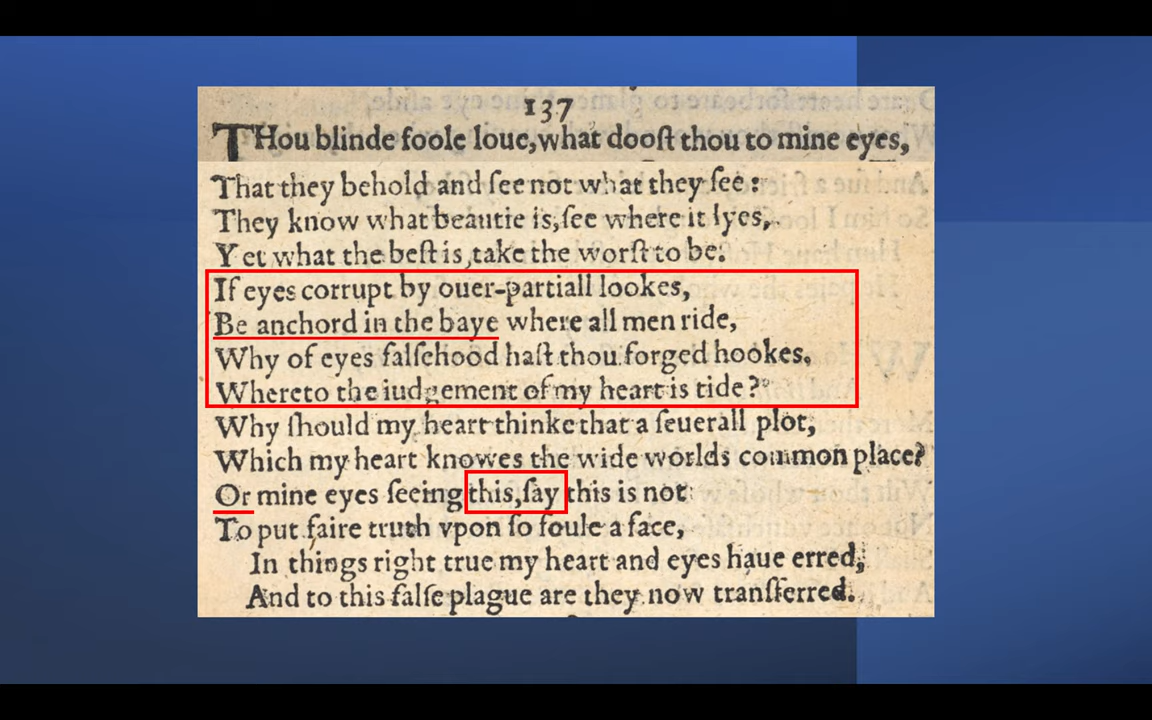 137
THou blinde foole loue,what dooſt thou to mine eyes,
That they behold and ſee not what they ſee :
They know what beautie is,ſee where it lyes,
Yet what the beſt is,take the worſt to be.
If eyes corrupt by ouer-partiall lookes,
Be anchord in the baye where all men ride,
Why of eyes falſehood haſt thou forged hookes,
Whereto the iudgement of my heart is tide?
Why ſhould my heart thinke that a ſeuerall plot,
Which my heart knowes the wide worlds common place?
Or mine eyes ſeeing this,ſay this is not
To put faire truth vpon ſo foule a face,
In things right true my heart and eyes haue erred,
And to this falſe plague are they now tranſferred.